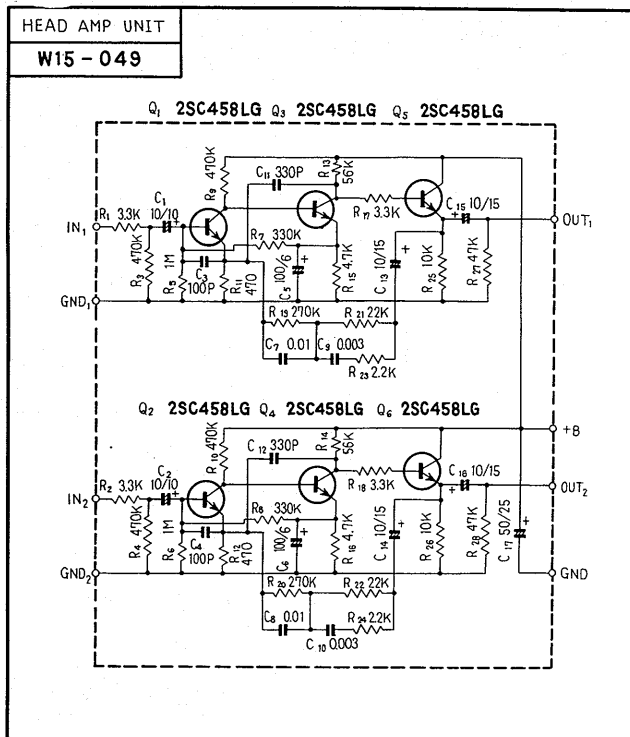 HEAD AMP UNIT
W15-049
Q1 2SC458LG Q3 2SC458LG Q5 2SC458LG
R9 470K
C11 330P
R13 56K
R1 3.3K
C1 10/10 +
R17 3.3K
C15 10/15 +
IN1
OUT1
R3 470K
R5 1M
C3 100P
R11 470
R7 330K
C5 100/6 +
R15 4.7K
C13 10/15 +
R25 10K
R27 47K
GND1
R19 270K
R21 22K
C7 0.01
C9 0.003
R23 2.2K
Q2 2SC458LG Q4 2SC458LG Q6 2SC458LG
+B
R10 470K
C12 330P
R14 56K
R2 3.3K
C2 10/10 +
R18 3.3K
C16 10/15 +
IN2
OUT2
R4 470K
R6 1M
C4 100P
R12 470
R8 330K
C6 100/6 +
R16 4.7K
C14 10/15 +
R26 10K
R28 47K
C17 50/25 +
GND2
GND
R20 270K
R22 22K
C8 0.01
R24 2.2K
C10 0.003